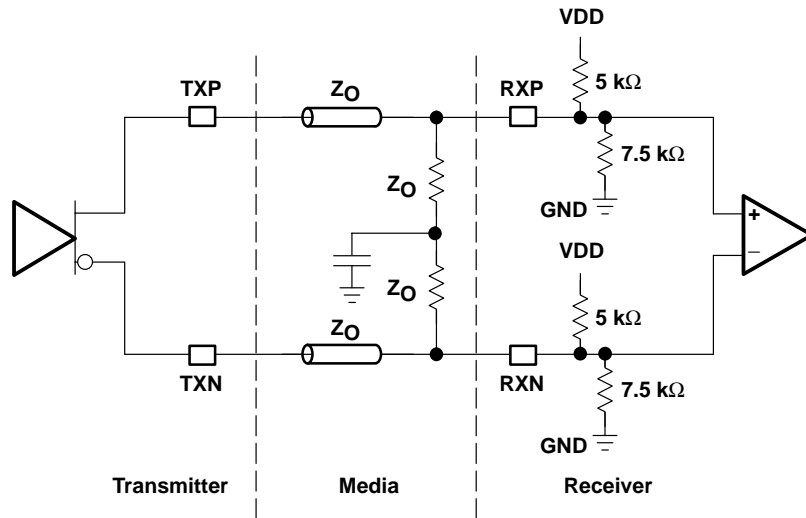 VDD
TXP
ZO
RXP
5 kΩ
7.5 kΩ
ZO
GND
+
−
VDD
ZO
5 kΩ
ZO
TXN
RXN
7.5 kΩ
GND
Transmitter
Media
Receiver